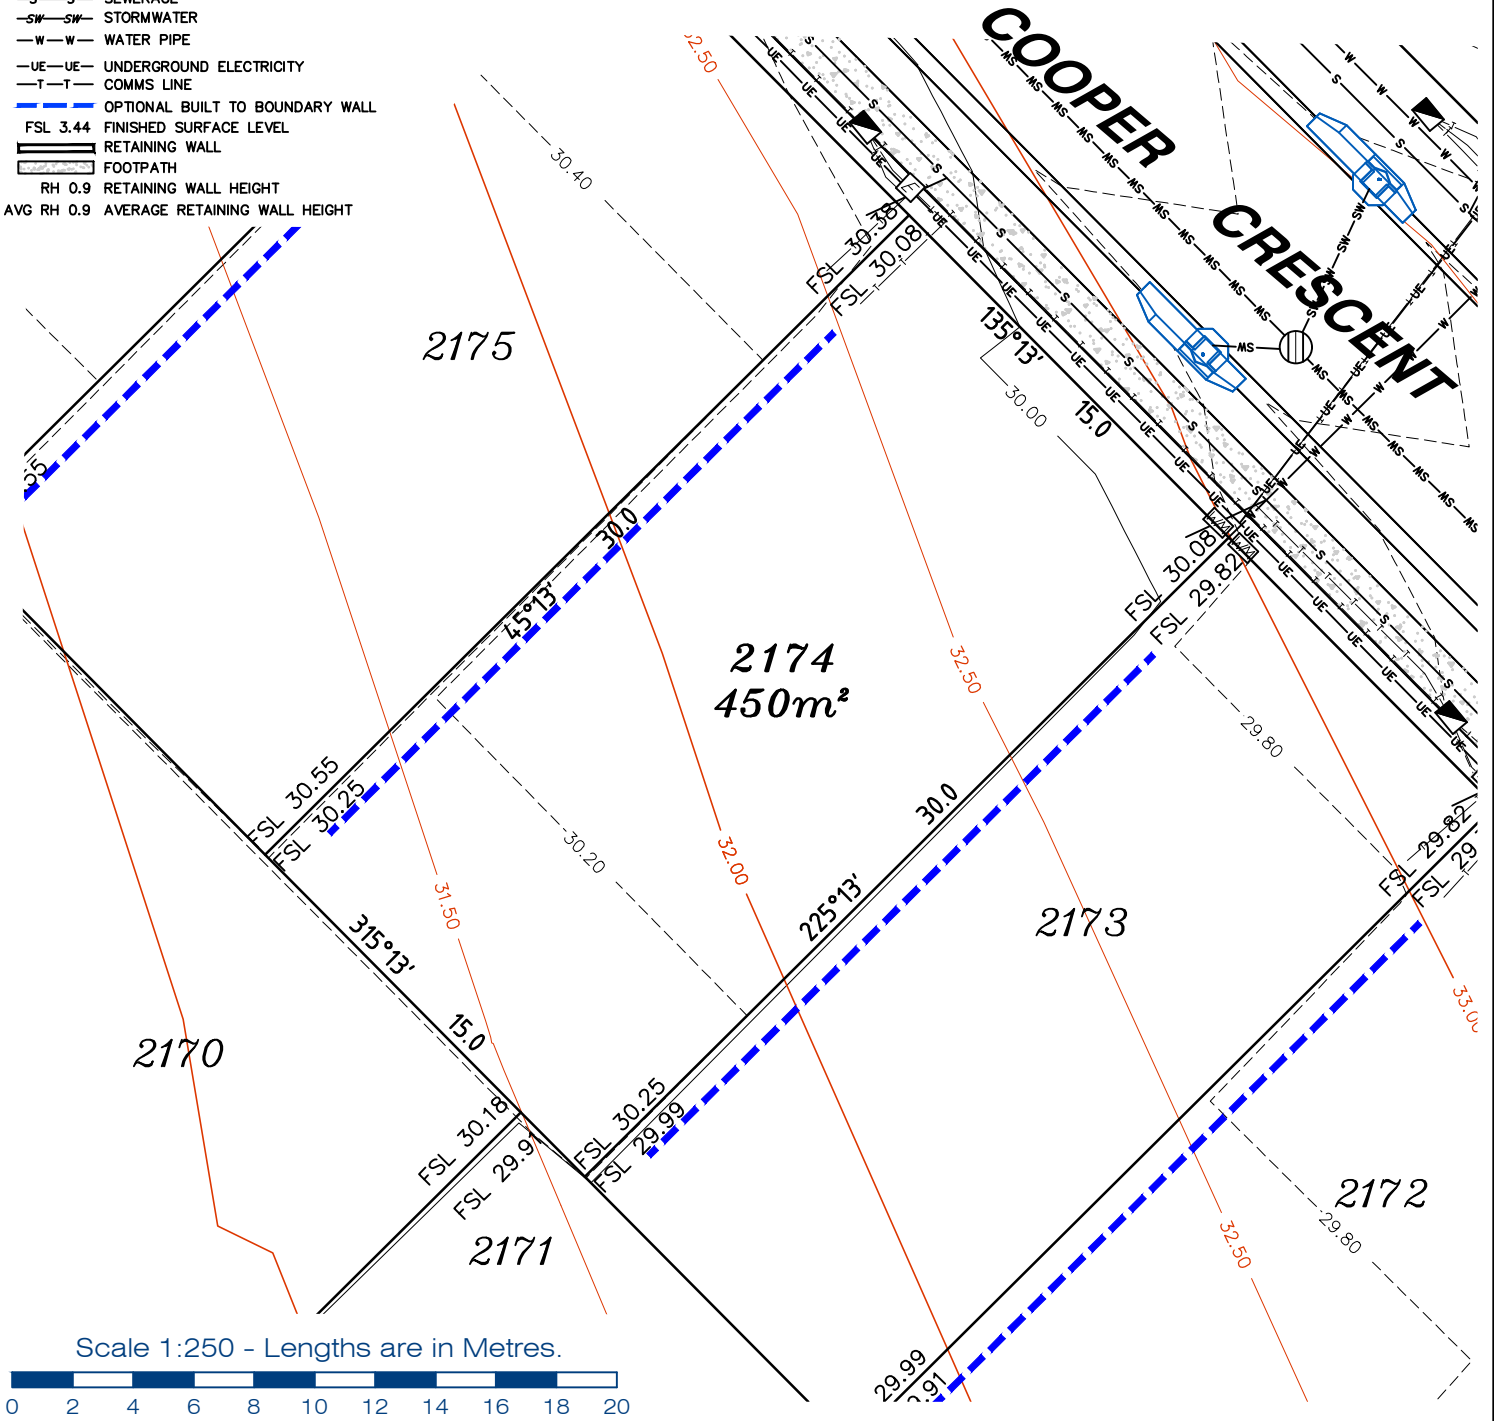 SEWERAGE
SW SW STORMWATER
W W WATER PIPE
UE UE UNDERGROUND ELECTRICITY
T T COMMS LINE
OPTIONAL BUILT TO BOUNDARY WALL
FSL 3.44 FINISHED SURFACE LEVEL
RETAINING WALL
FOOTPATH
RH 0.9 RETAINING WALL HEIGHT
AVG RH 0.9 AVERAGE RETAINING WALL HEIGHT
COOPER
CRESCENT
30.40
2175
FSL 30.38
FSL 30.08
135°13'
15.0
30.00
30.0
45°13'
2174
450m²
32.50
FSL 30.08
FSL 29.82
29.80
FSL 30.55
FSL 30.25
30.20
32.00
31.50
30.0
225°13'
2173
FSL 29.82
FSL 29
315°13'
15.0
2170
FSL 30.18
FSL 29.9
FSL 30.25
FSL 29.99
2171
2172
29.80
32.50
29.99
Scale 1:250 - Lengths are in Metres.
0 2 4 6 8 10 12 14 16 18 20